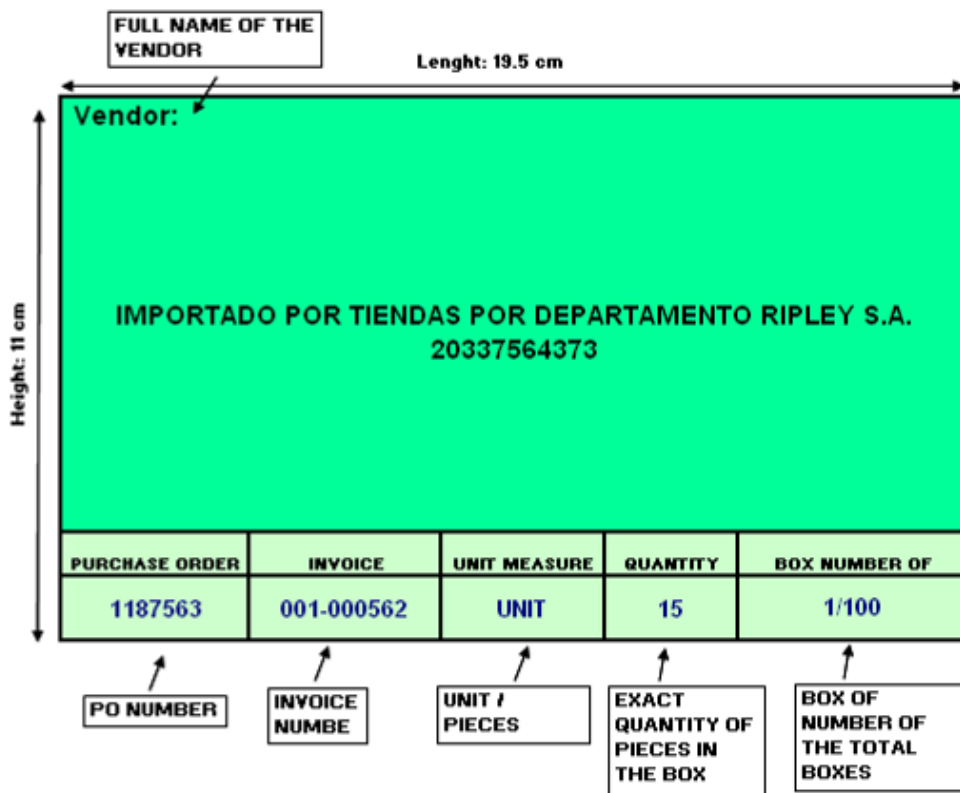 FULL NAME OF THE
VENDOR
Lenght: 19.5 cm
Vendor:
Height: 11 cm
IMPORTADO POR TIENDAS POR DEPARTAMENTO RIPLEY S.A.
20337564373
PURCHASE ORDER INVOICE UNIT MEASURE QUANTITY BOX NUMBER OF
1187563 001-000562 UNIT 15 1/100
PO NUMBER
INVOICE
NUMBE
UNIT /
PIECES
EXACT
QUANTITY OF
PIECES IN
THE BOX
BOX OF
NUMBER OF
THE TOTAL
BOXES